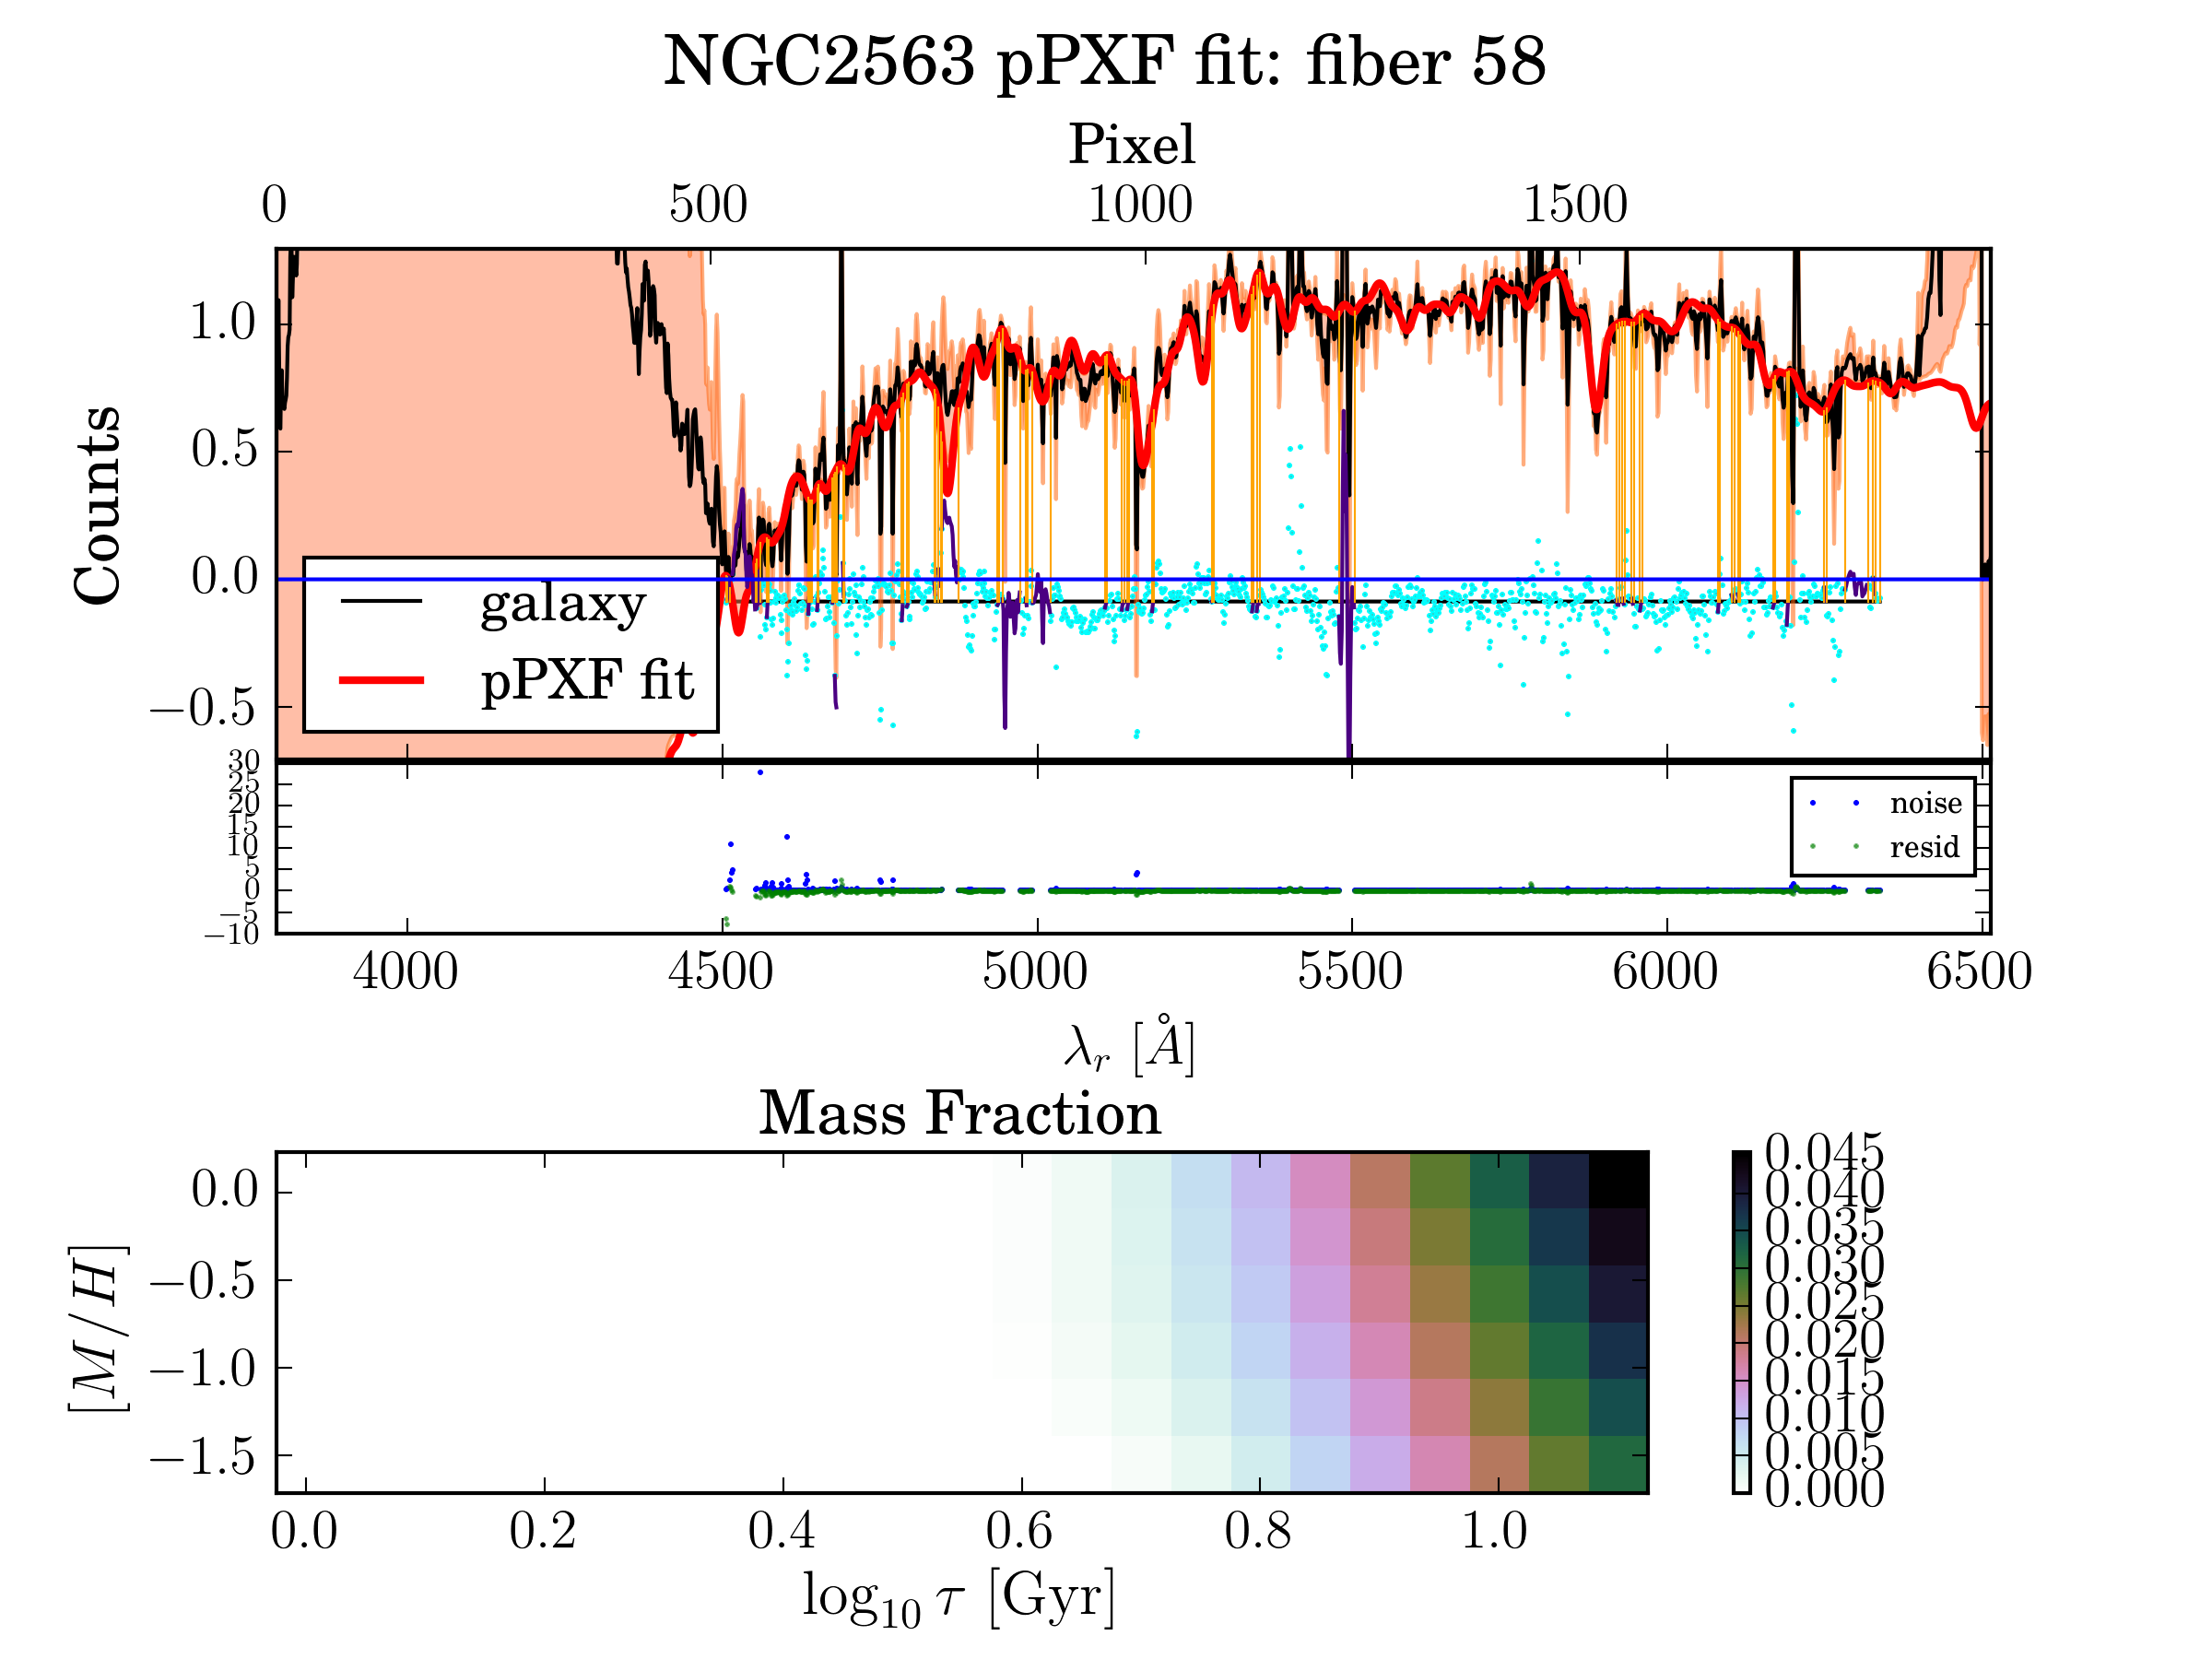 NGC2563 pPXF fit: fiber 58
Pixel
0 500 1000 1500
Counts
1.0
0.5
0.0
−0.5
galaxy
pPXF fit
30
25
20
15
10
5
0
−5
−10
noise
resid
4000 4500 5000 5500 6000 6500
λr [Å]
Mass Fraction
[M/H]
0.0
−0.5
−1.0
−1.5
0.0 0.2 0.4 0.6 0.8 1.0
log10 τ [Gyr]
0.045
0.040
0.035
0.030
0.025
0.020
0.015
0.010
0.005
0.000